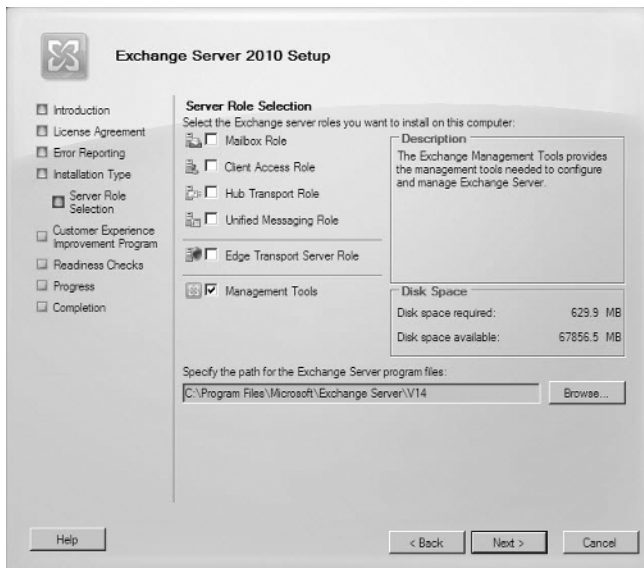 Exchange Server 2010 Setup
Introduction
License Agreement
Error Reporting
Installation Type
Server Role
Selection
Customer Experience
Improvement Program
Readiness Checks
Progress
Completion
Server Role Selection
Select the Exchange server roles you want to install on this computer:
Mailbox Role
Client Access Role
Hub Transport Role
Unified Messaging Role
Edge Transport Server Role
Management Tools
Description
The Exchange Management Tools provides
the management tools needed to configure
and manage Exchange Server.
Disk Space
Disk space required: 629.9 MB
Disk space available: 67856.5 MB
Specify the path for the Exchange Server program files:
C:\Program Files\Microsoft\Exchange Server\V14
Browse...
Help
< Back
Next >
Cancel